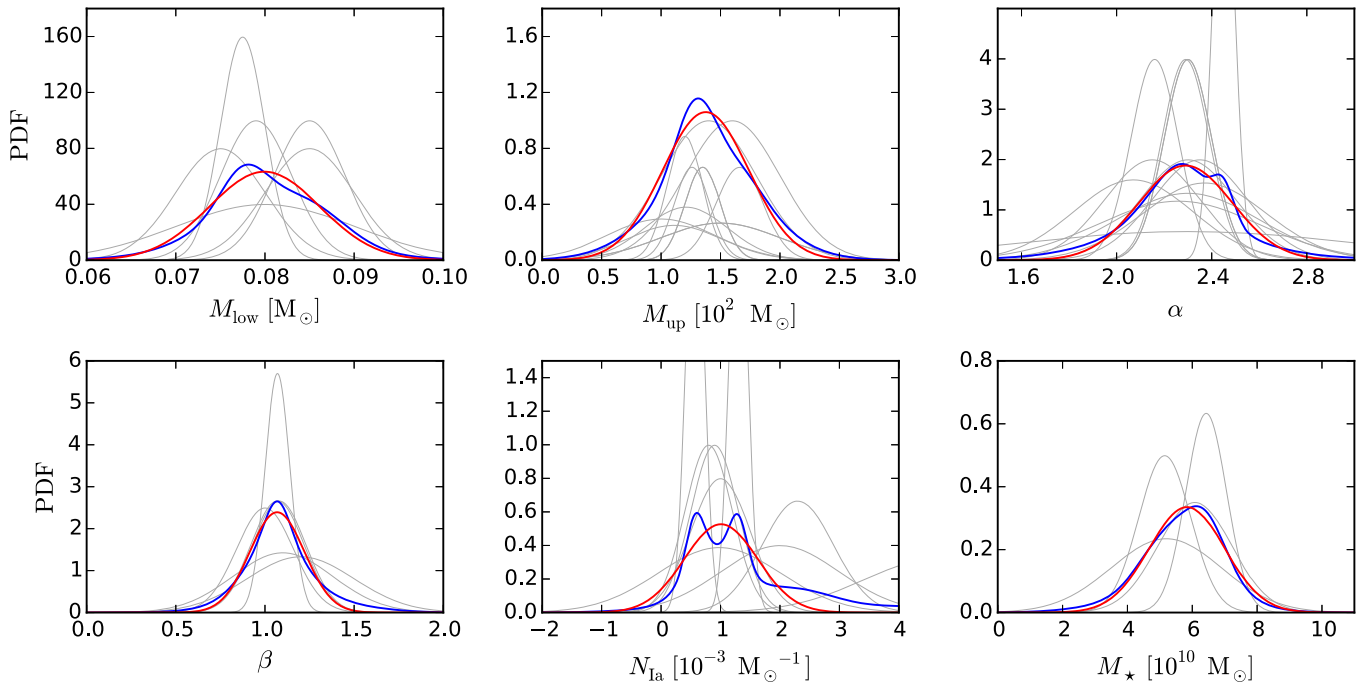 PDF
160
120
80
40
0
0.06 0.07 0.08 0.09 0.10
M_low [M_⊙]
1.6
1.2
0.8
0.4
0.0
0.0 0.5 1.0 1.5 2.0 2.5 3.0
M_up [10^2 M_⊙]
4
3
2
1
0
1.6 2.0 2.4 2.8
α
PDF
6
5
4
3
2
1
0
0.0 0.5 1.0 1.5 2.0
β
1.4
1.2
1.0
0.8
0.6
0.4
0.2
0.0
−2 −1 0 1 2 3 4
N_Ia [10^−3 M_⊙^−1]
0.8
0.6
0.4
0.2
0.0
0 2 4 6 8 10
M_⋆ [10^10 M_⊙]